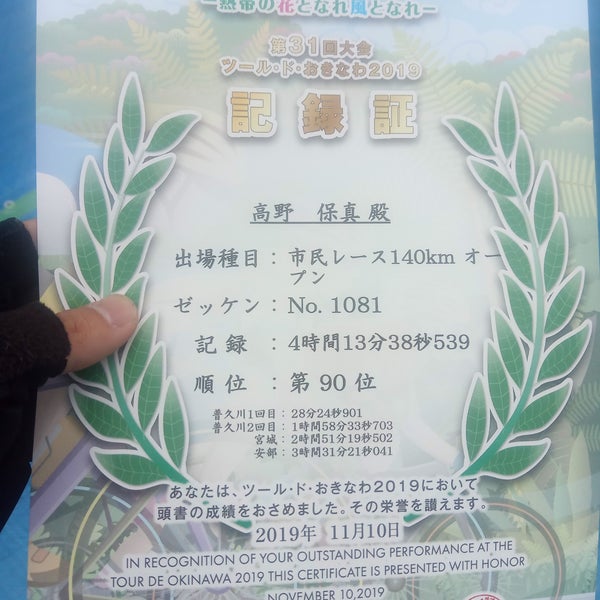 −熱帯の花となれ風となれ−
第31回大会
ツール・ド・おきなわ2019
記録証
高野 保真 殿
出場種目：市民レース140km オー
プン
ゼッケン：No. 1081
記録：4時間13分38秒539
順位：第 90 位
普久川1回目：28分24秒901
普久川2回目：1時間58分33秒703
宮城：2時間51分19秒502
安部：3時間31分21秒041
あなたは、ツール・ド・おきなわ2019において
頭書の成績をおさめました。その栄誉を讃えます。
2019年 11月10日
IN RECOGNITION OF YOUR OUTSTANDING PERFORMANCE AT THE
TOUR DE OKINAWA 2019 THIS CERTIFICATE IS PRESENTED WITH HONOR
NOVEMBER 10,2019